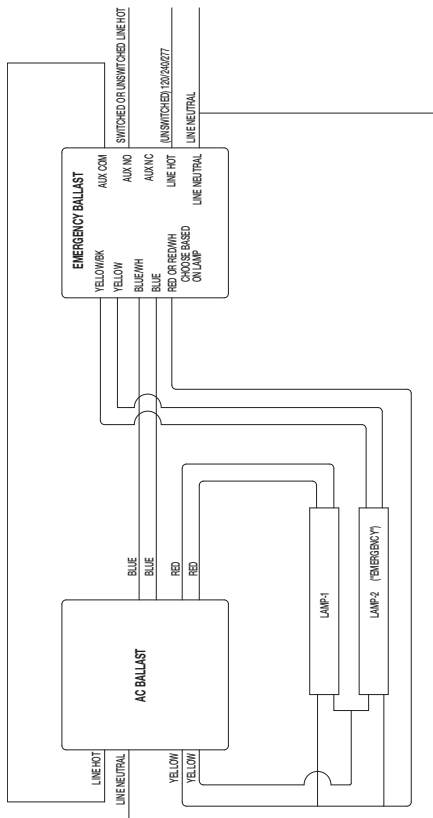 EMERGENCY BALLAST
YELLOW/BK
YELLOW
BLUE/WH
BLUE
RED OR RED/WH
CHOOSE BASED
ON LAMP
AUX COM
AUX NO
AUX NC
LINE HOT
LINE NEUTRAL
SWITCHED OR UNSWITCHED LINE HOT
(UNSWITCHED) 120/240/277
LINE NEUTRAL
AC BALLAST
LINE HOT
LINE NEUTRAL
YELLOW
YELLOW
BLUE
BLUE
RED
RED
LAMP-1
LAMP-2 ("EMERGENCY")